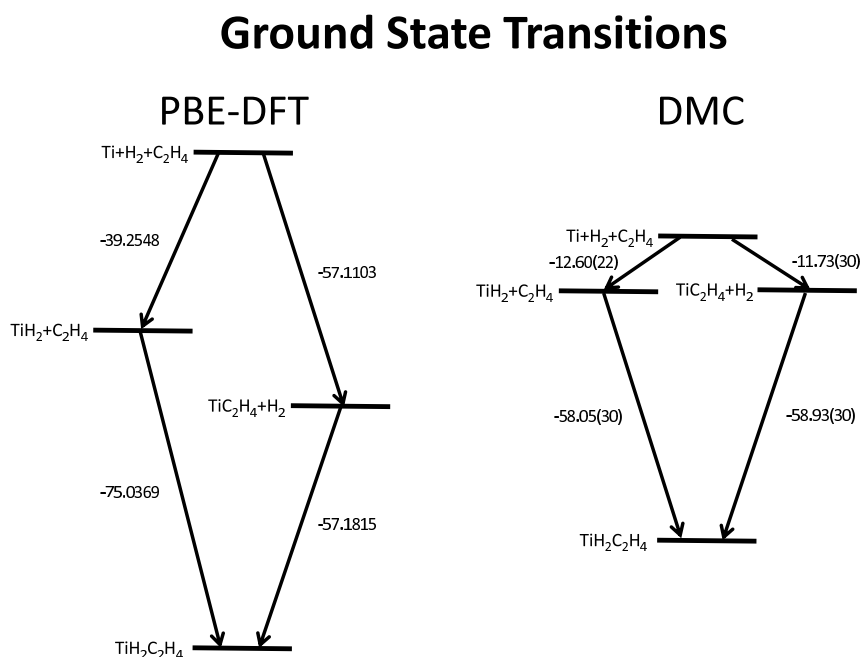 Ground State Transitions
PBE-DFT
Ti+H₂+C₂H₄
-39.2548
-57.1103
TiH₂+C₂H₄
TiC₂H₄+H₂
-75.0369
-57.1815
TiH₂C₂H₄
DMC
Ti+H₂+C₂H₄
-12.60(22)
-11.73(30)
TiH₂+C₂H₄
TiC₂H₄+H₂
-58.05(30)
-58.93(30)
TiH₂C₂H₄